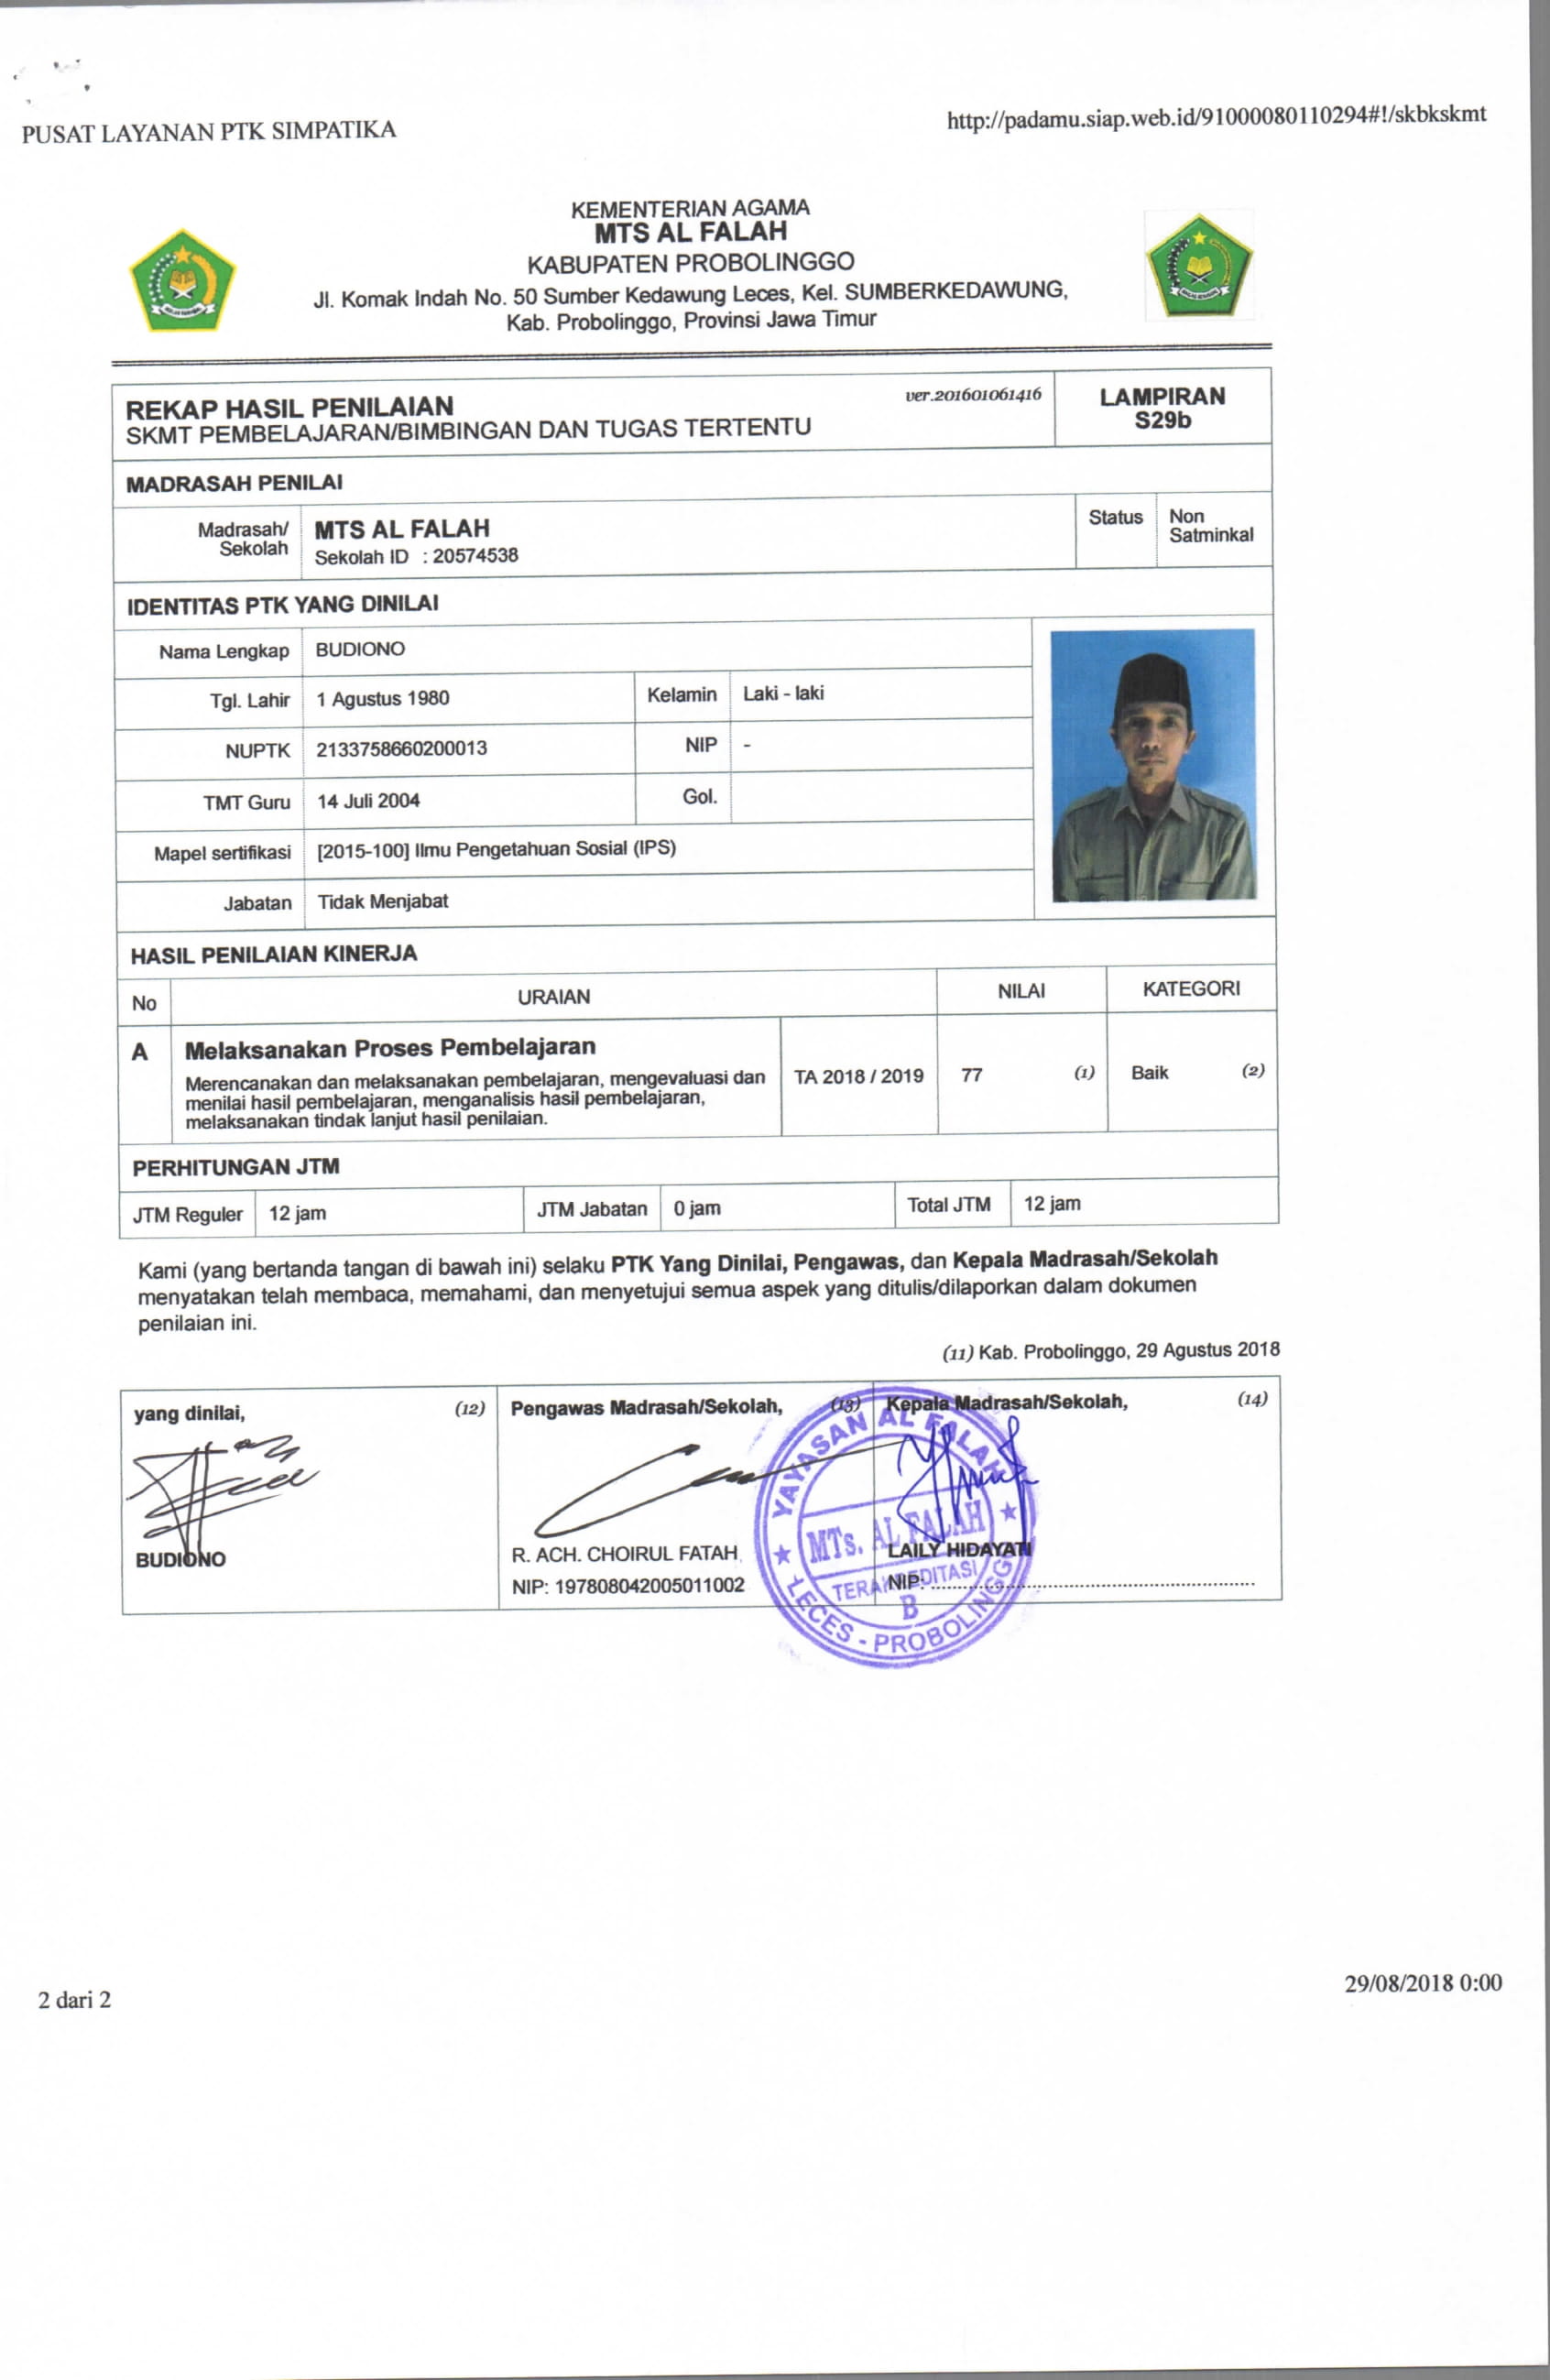 PUSAT LAYANAN PTK SIMPATIKA
http://padamu.siap.web.id/91000080110294#!/skbkskmt
KEMENTERIAN AGAMA
MTS AL FALAH
KABUPATEN PROBOLINGGO
Jl. Komak Indah No. 50 Sumber Kedawung Leces, Kel. SUMBERKEDAWUNG,
Kab. Probolinggo, Provinsi Jawa Timur
REKAP HASIL PENILAIAN
SKMT PEMBELAJARAN/BIMBINGAN DAN TUGAS TERTENTU
ver.201601061416
LAMPIRAN
S29b
MADRASAH PENILAI
Madrasah/
Sekolah
MTS AL FALAH
Sekolah ID : 20574538
Status
Non
Satminkal
IDENTITAS PTK YANG DINILAI
Nama Lengkap BUDIONO
Tgl. Lahir 1 Agustus 1980 Kelamin Laki - laki
NUPTK 2133758660200013 NIP -
TMT Guru 14 Juli 2004 Gol.
Mapel sertifikasi [2015-100] Ilmu Pengetahuan Sosial (IPS)
Jabatan Tidak Menjabat
HASIL PENILAIAN KINERJA
No URAIAN NILAI KATEGORI
A Melaksanakan Proses Pembelajaran
Merencanakan dan melaksanakan pembelajaran, mengevaluasi dan
menilai hasil pembelajaran, menganalisis hasil pembelajaran,
melaksanakan tindak lanjut hasil penilaian.
TA 2018 / 2019 77 (1) Baik (2)
PERHITUNGAN JTM
JTM Reguler 12 jam JTM Jabatan 0 jam Total JTM 12 jam
Kami (yang bertanda tangan di bawah ini) selaku PTK Yang Dinilai, Pengawas, dan Kepala Madrasah/Sekolah
menyatakan telah membaca, memahami, dan menyetujui semua aspek yang ditulis/dilaporkan dalam dokumen
penilaian ini.
(11) Kab. Probolinggo, 29 Agustus 2018
yang dinilai, (12)
BUDIONO
Pengawas Madrasah/Sekolah, (13)
R. ACH. CHOIRUL FATAH
NIP: 197808042005011002
Kepala Madrasah/Sekolah, (14)
LAILY HIDAYATI
NIP:
YAYASAN AL FALAH
MTs. AL FALAH
TERAKREDITASI
B
LECES - PROBOLINGGO
2 dari 2
29/08/2018 0:00